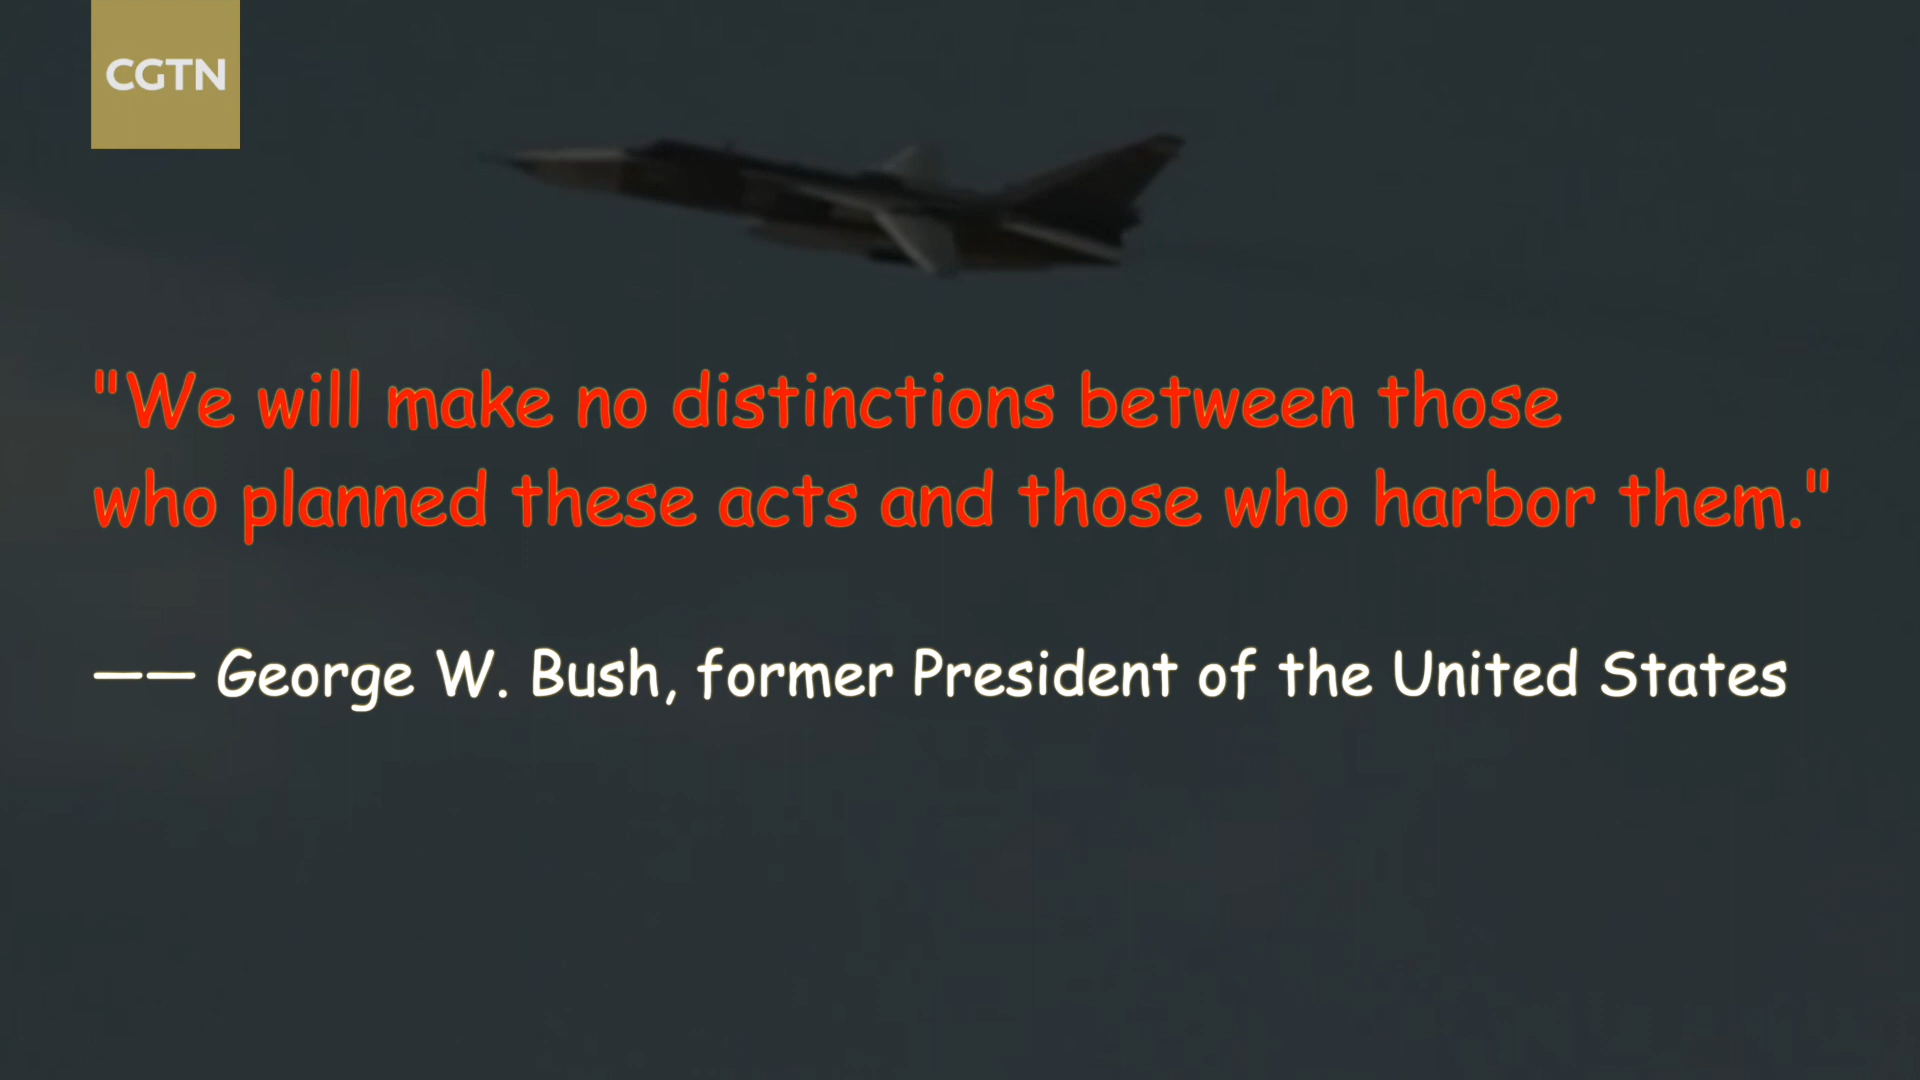 CGTN
"We will make no distinctions between those
who planned these acts and those who harbor them."
—— George W. Bush, former President of the United States